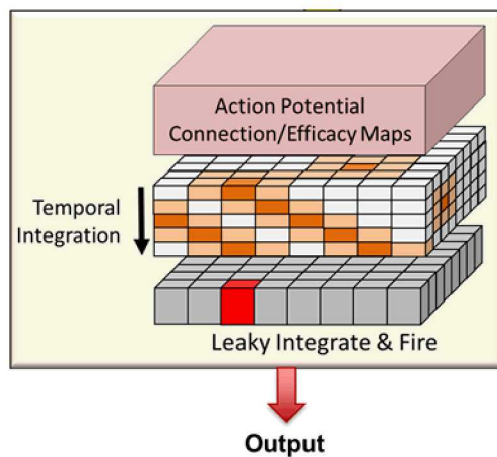 Action Potential
Connection/Efficacy Maps
Temporal
Integration
Leaky Integrate & Fire
Output